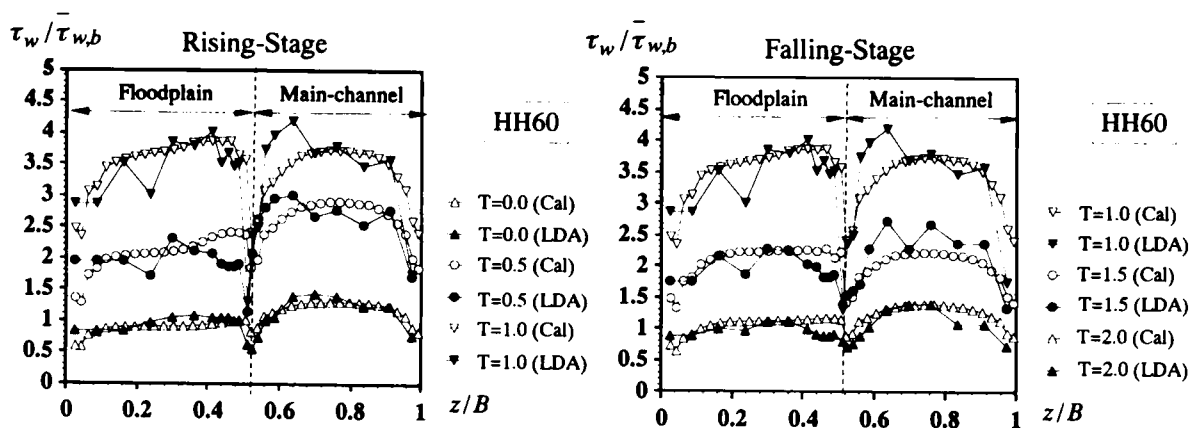 τw/τ̄w,b
Rising-Stage
5
4.5
4
3.5
3
2.5
2
1.5
1
0.5
0
Floodplain
Main-channel
HH60
T=0.0 (Cal)
T=0.0 (LDA)
T=0.5 (Cal)
T=0.5 (LDA)
T=1.0 (Cal)
T=1.0 (LDA)
0 0.2 0.4 0.6 0.8 1
z/B
τw/τ̄w,b
Falling-Stage
5
4.5
4
3.5
3
2.5
2
1.5
1
0.5
0
Floodplain
Main-channel
HH60
T=1.0 (Cal)
T=1.0 (LDA)
T=1.5 (Cal)
T=1.5 (LDA)
T=2.0 (Cal)
T=2.0 (LDA)
0 0.2 0.4 0.6 0.8 1
z/B